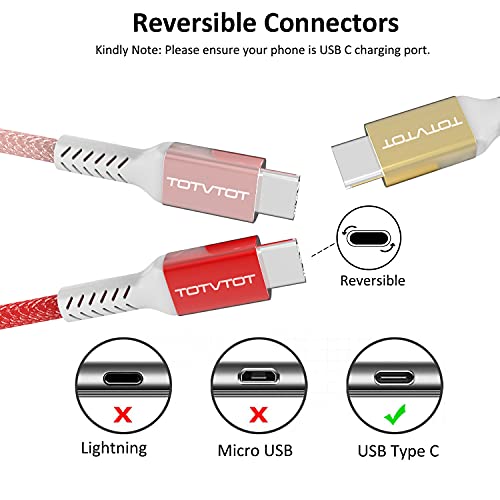 Reversible Connectors
Kindly Note: Please ensure your phone is USB C charging port.
TOTVTOT
TOTVTOT
TOTVTOT
Reversible
Lightning
Micro USB
USB Type C